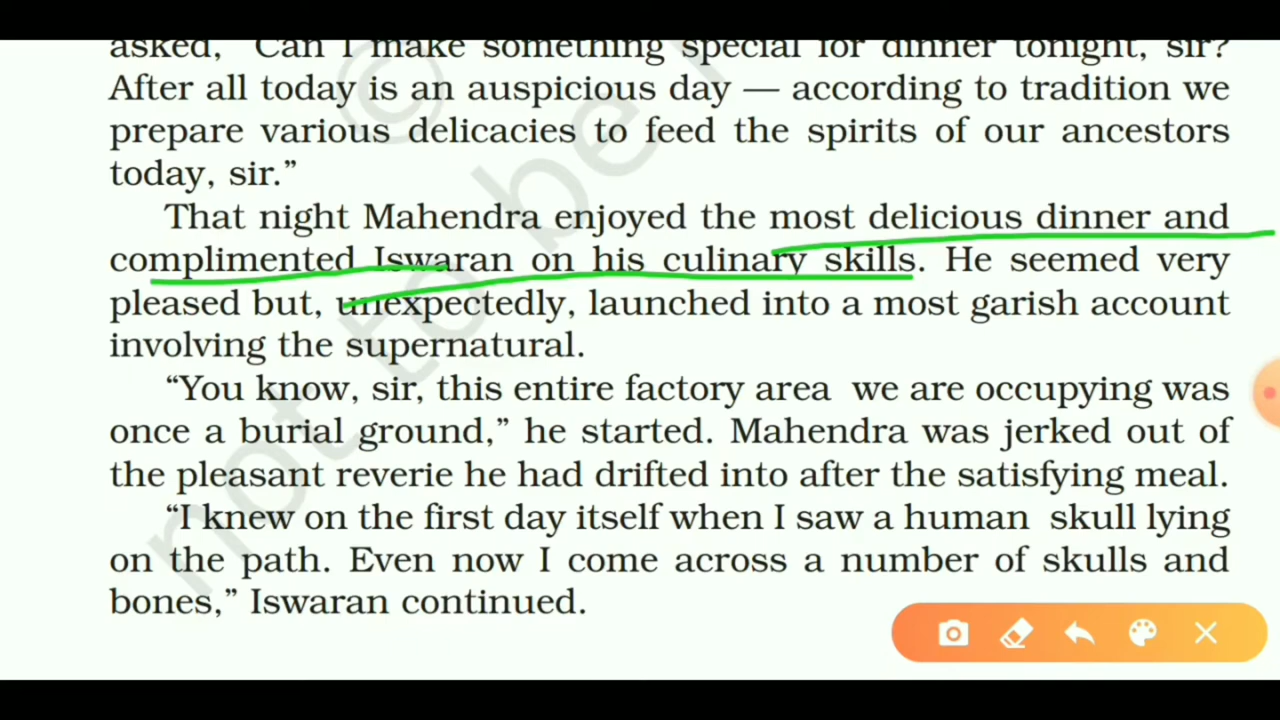 asked, "Can I make something special for dinner tonight, sir?
After all today is an auspicious day — according to tradition we
prepare various delicacies to feed the spirits of our ancestors
today, sir.”
That night Mahendra enjoyed the most delicious dinner and
complimented Iswaran on his culinary skills. He seemed very
pleased but, unexpectedly, launched into a most garish account
involving the supernatural.
“You know, sir, this entire factory area we are occupying was
once a burial ground,” he started. Mahendra was jerked out of
the pleasant reverie he had drifted into after the satisfying meal.
“I knew on the first day itself when I saw a human skull lying
on the path. Even now I come across a number of skulls and
bones,” Iswaran continued.
©
not to be